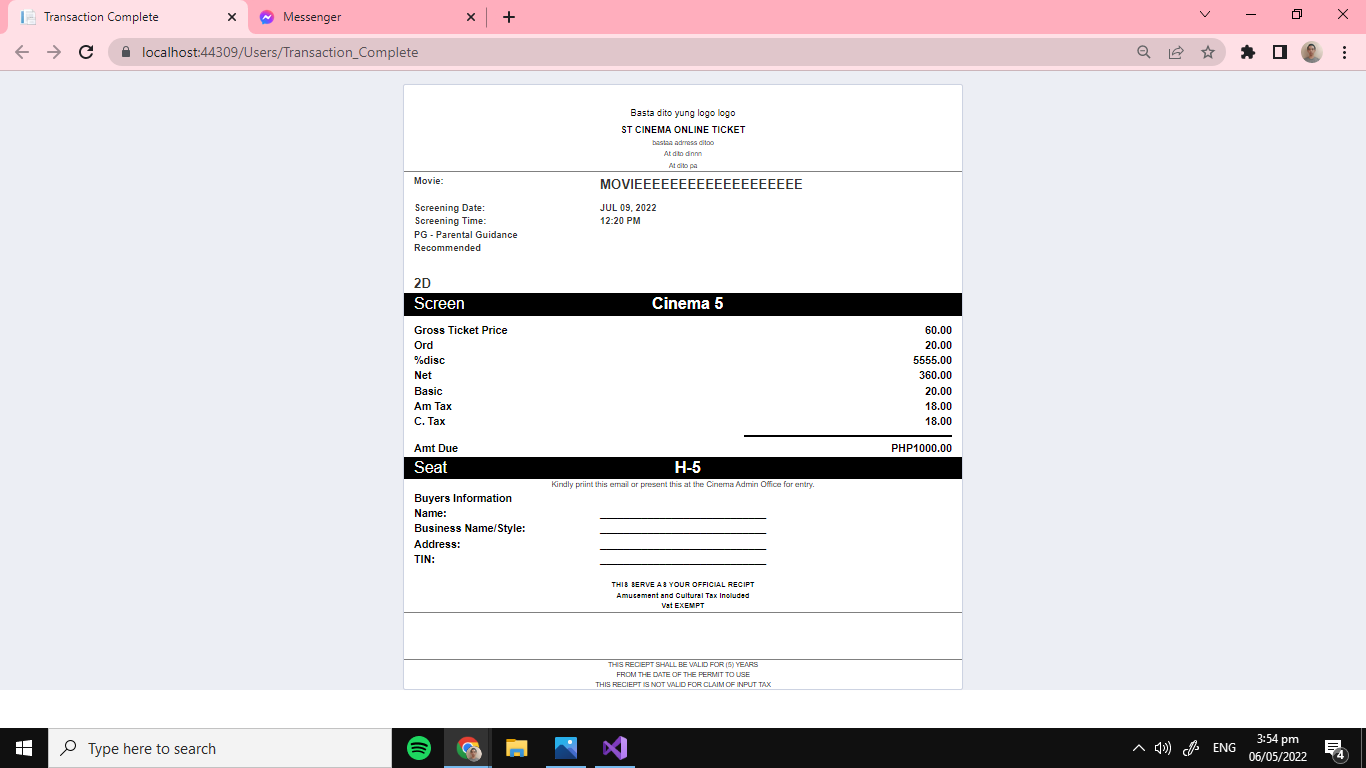 Transaction Complete
Messenger
localhost:44309/Users/Transaction_Complete
Basta dito yung logo logo
ST CINEMA ONLINE TICKET
bastaa adrress ditoo
At dito dinnn
At dito pa
Movie: MOVIEEEEEEEEEEEEEEEEEEE
Screening Date: JUL 09, 2022
Screening Time: 12:20 PM
PG - Parental Guidance
Recommended
2D
Screen Cinema 5
Gross Ticket Price 60.00
Ord 20.00
%disc 5555.00
Net 360.00
Basic 20.00
Am Tax 18.00
C. Tax 18.00
Amt Due PHP1000.00
Seat H-5
Kindly priint this email or present this at the Cinema Admin Office for entry.
Buyers Information
Name:
Business Name/Style:
Address:
TIN:
THIS SERVE AS YOUR OFFICIAL RECIPT
Amusement and Cultural Tax Included
Vat EXEMPT
THIS RECIEPT SHALL BE VALID FOR (5) YEARS
FROM THE DATE OF THE PERMIT TO USE
THIS RECIEPT IS NOT VALID FOR CLAIM OF INPUT TAX
Type here to search
ENG
3:54 pm
06/05/2022
4